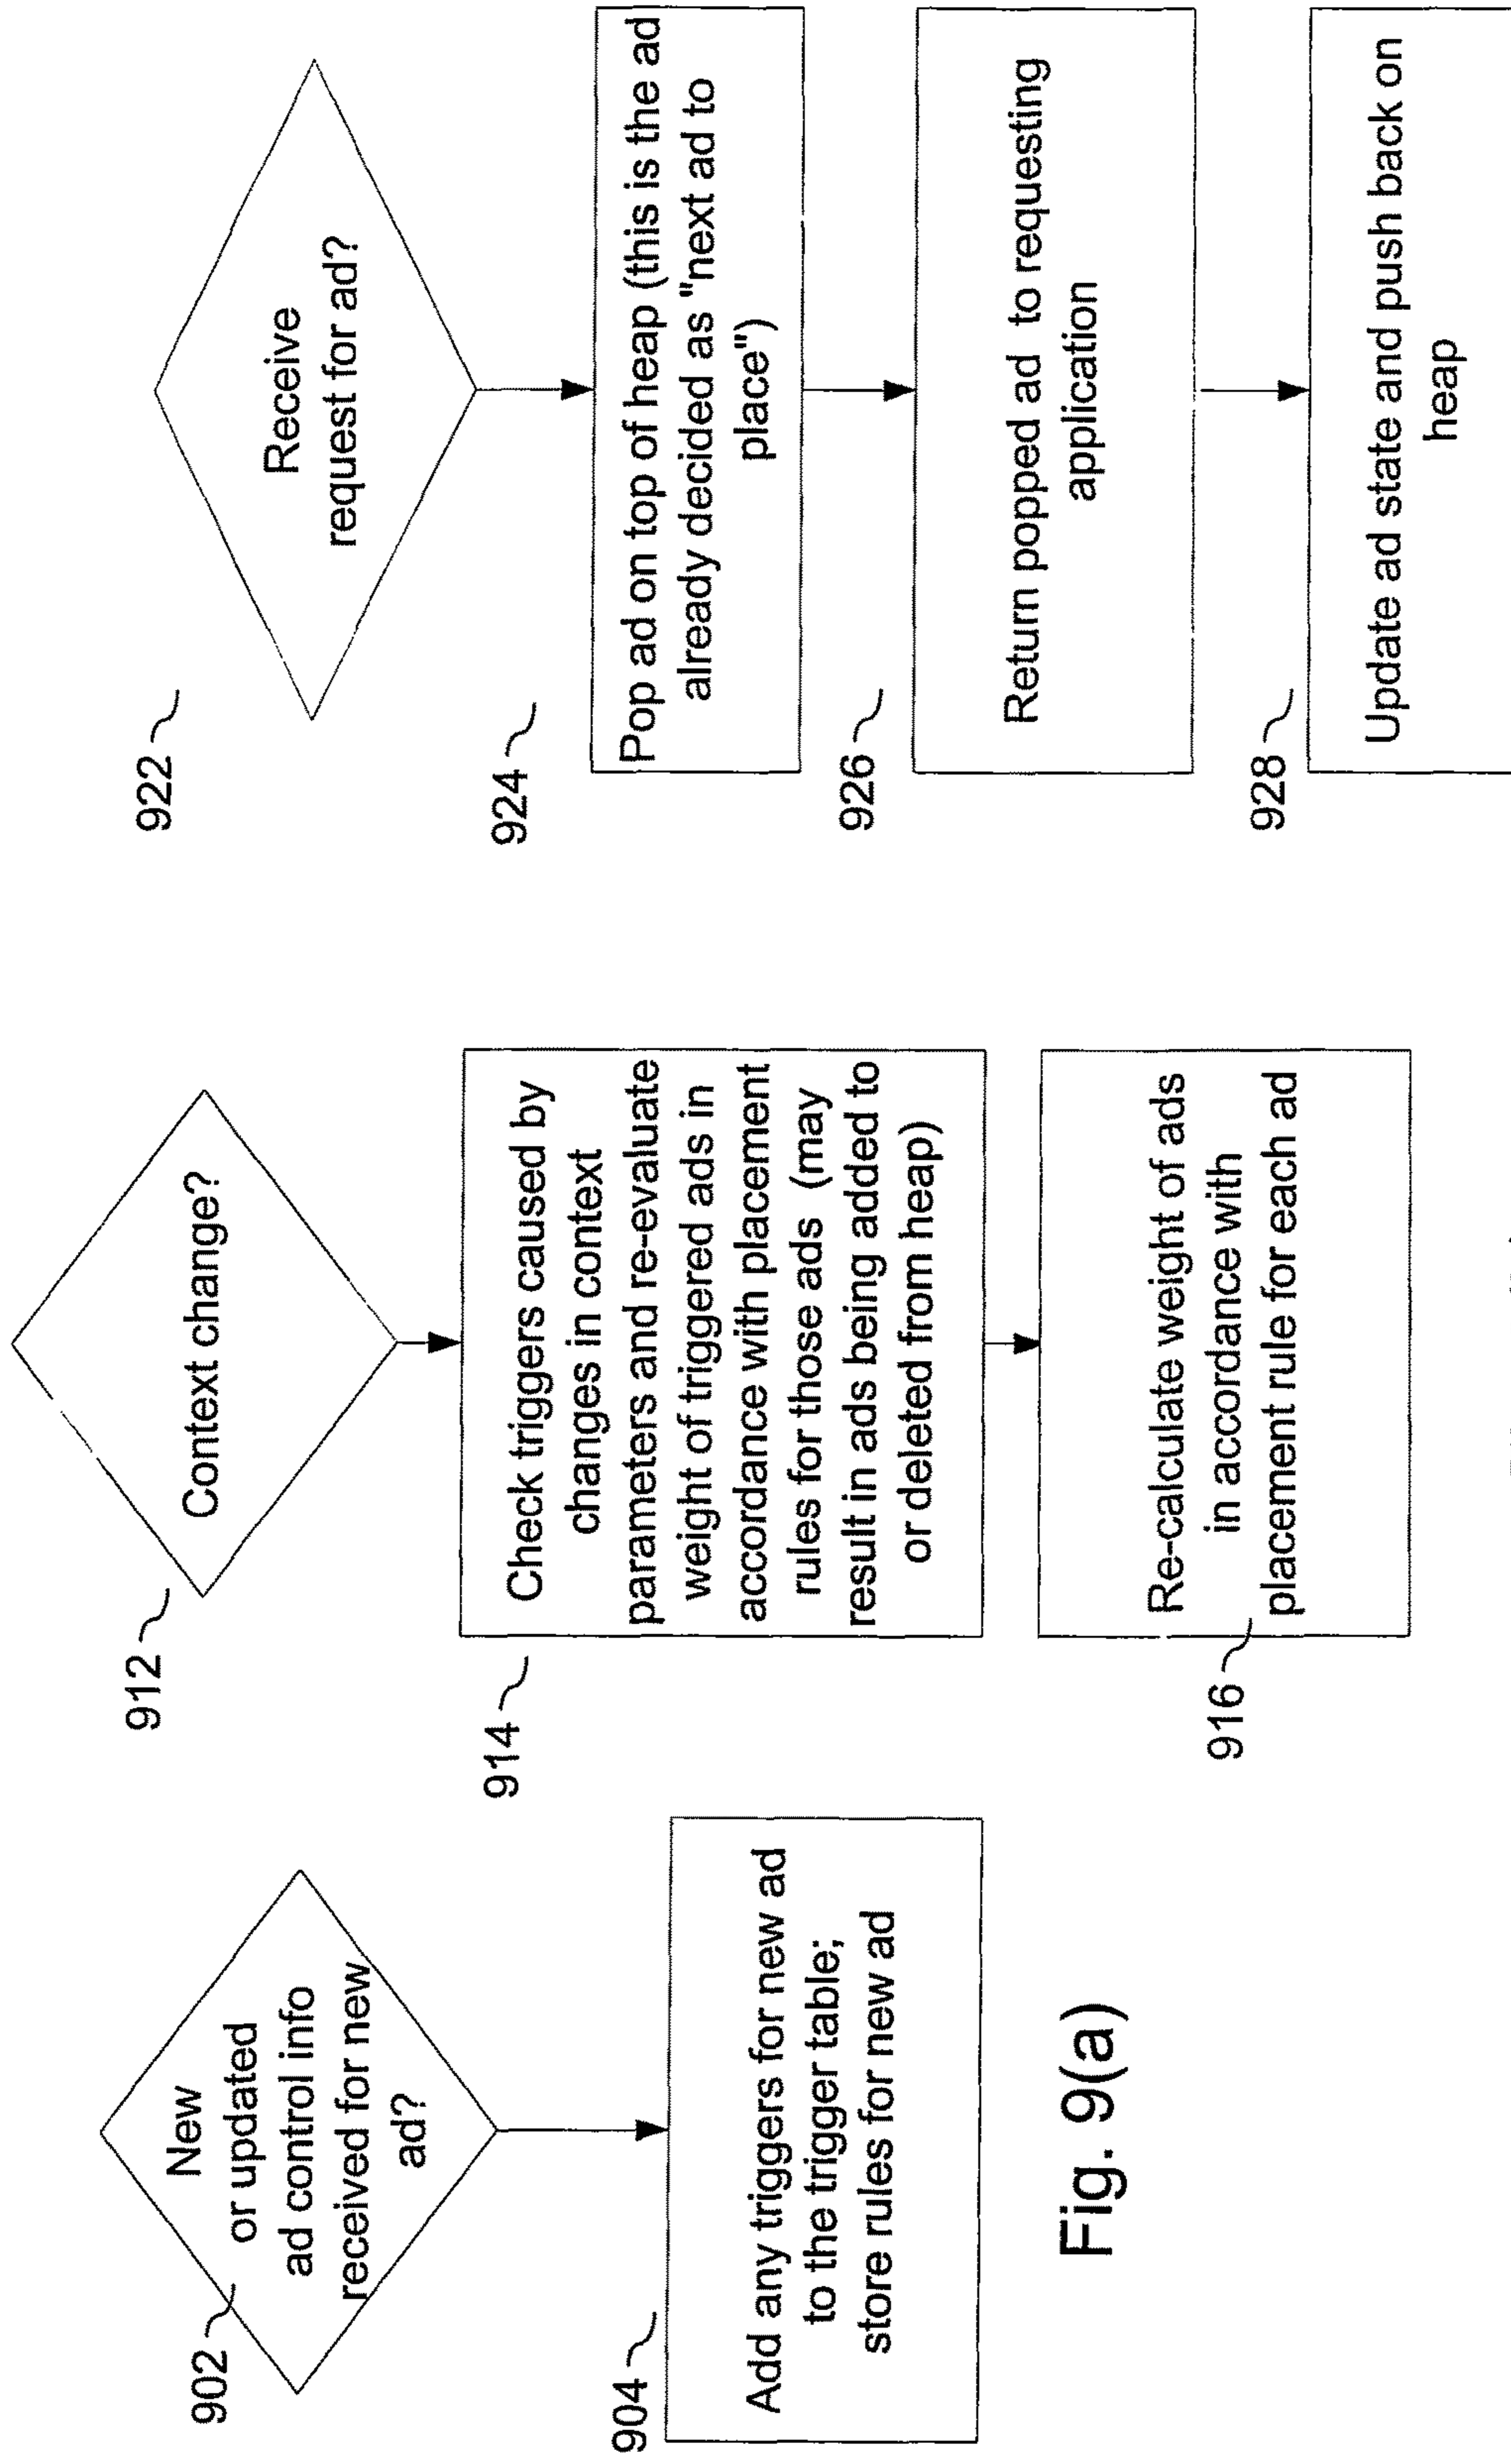 902
New
or updated
ad control info
received for new
ad?
904
Add any triggers for new ad
to the trigger table;
store rules for new ad
Fig. 9(a)
912
Context change?
914
Check triggers caused by
changes in context
parameters and re-evaluate
weight of triggered ads in
accordance with placement
rules for those ads (may
result in ads being added to
or deleted from heap)
916
Re-calculate weight of ads
in accordance with
placement rule for each ad
922
Receive
request for ad?
924
Pop ad on top of heap (this is the ad
already decided as "next ad to
place")
926
Return popped ad to requesting
application
928
Update ad state and push back on
heap